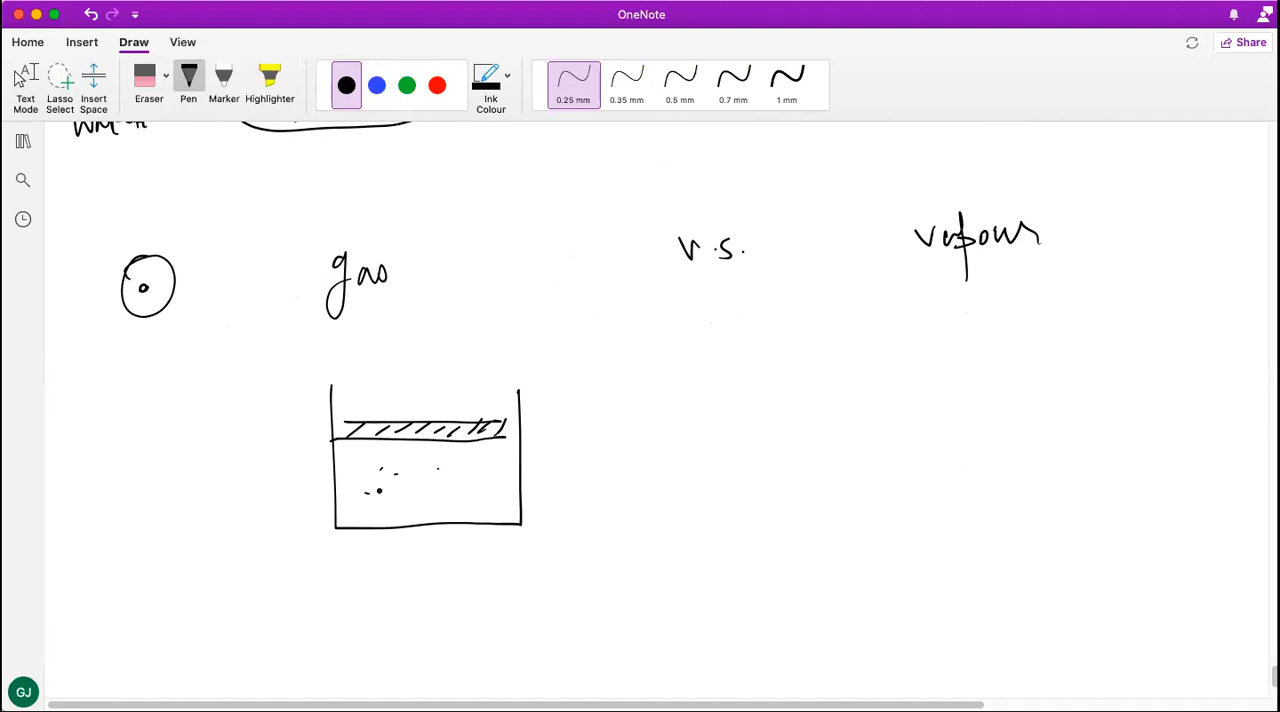 OneNote
Home Insert Draw View
Share
Text Mode
Lasso Select
Insert Space
Eraser
Pen
Marker
Highlighter
Ink Colour
0.25 mm
0.35 mm
0.5 mm
0.7 mm
1 mm
gas v.s. vapour
GJ